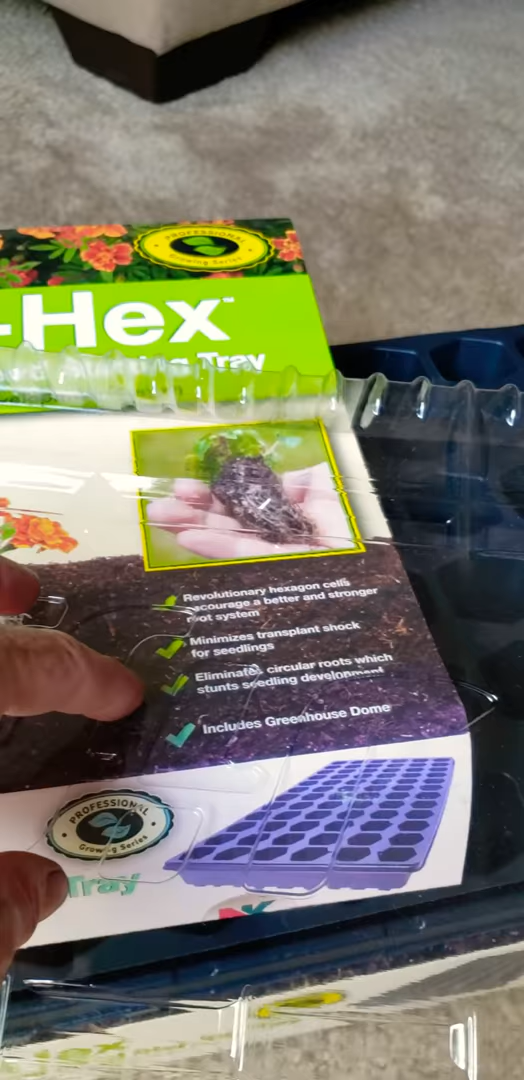 PROFESSIONAL
Growing Series
-Hex™
Tray
Revolutionary hexagon cells
encourage a better and stronger
root system
Minimizes transplant shock
for seedlings
Eliminates circular roots which
stunts seedling development
Includes Greenhouse Dome
PROFESSIONAL
Growing Series
Tray